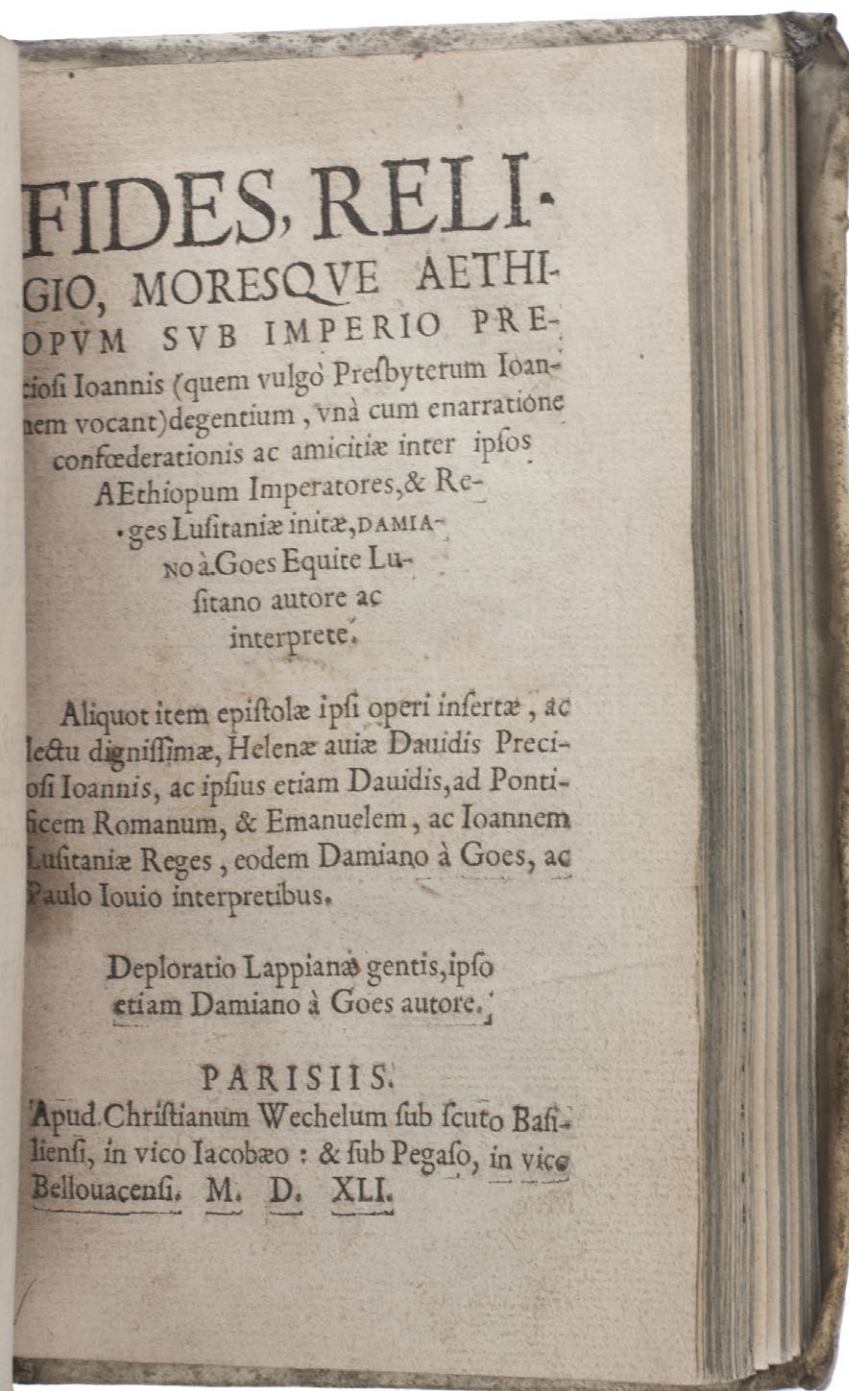 FIDES, RELI-
GIO, MORESQVE AETHI-
OPVM SVB IMPERIO PRE-
ciosi Ioannis (quem vulgò Presbyterum Ioan-
nem vocant) degentium, vnà cum enarratione
confœderationis ac amicitiæ inter ipsos
AEthiopum Imperatores, & Re-
ges Lusitaniæ initæ, DAMIA-
NO à Goes Equite Lu-
sitano autore ac
interprete.
Aliquot item epistolæ ipsi operi insertæ, ac
lectu dignissimæ, Helenæ auiæ Dauidis Preci-
osi Ioannis, ac ipsius etiam Dauidis, ad Ponti-
ficem Romanum, & Emanuelem, ac Ioannem
Lusitaniæ Reges, eodem Damiano à Goes, ac
Paulo Iouio interpretibus.
Deploratio Lappianæ gentis, ipso
etiam Damiano à Goes autore.
PARISIIS.
Apud Christianum Wechelum sub scuto Basi-
liensi, in vico Iacobæo : & sub Pegaso, in vico
Bellouacensi. M. D. XLI.